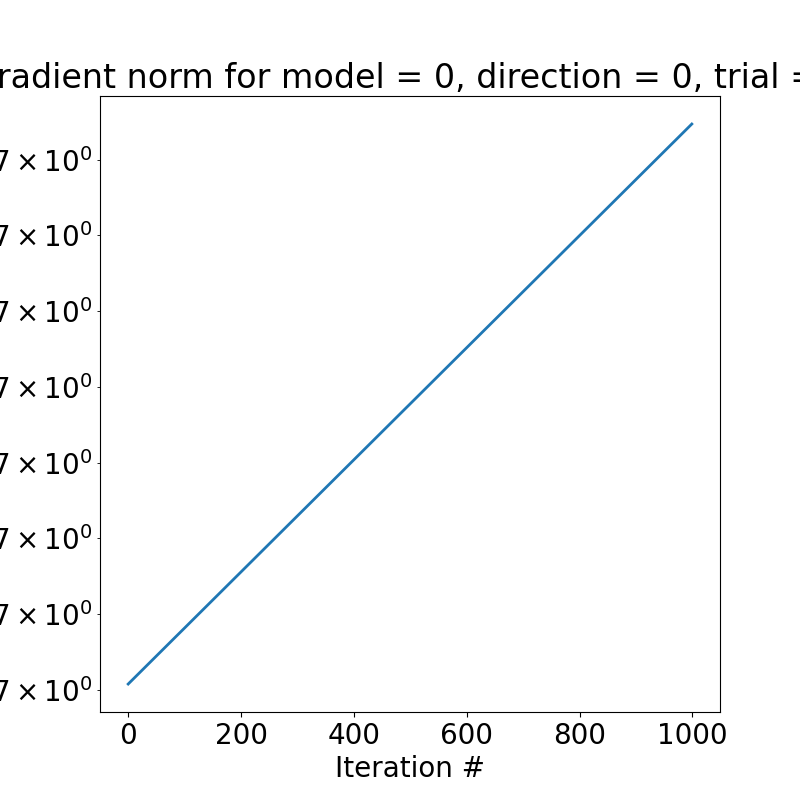 radient norm for model = 0, direction = 0, trial =
7 × 10⁰
7 × 10⁰
7 × 10⁰
7 × 10⁰
7 × 10⁰
7 × 10⁰
7 × 10⁰
7 × 10⁰
0 200 400 600 800 1000
Iteration #